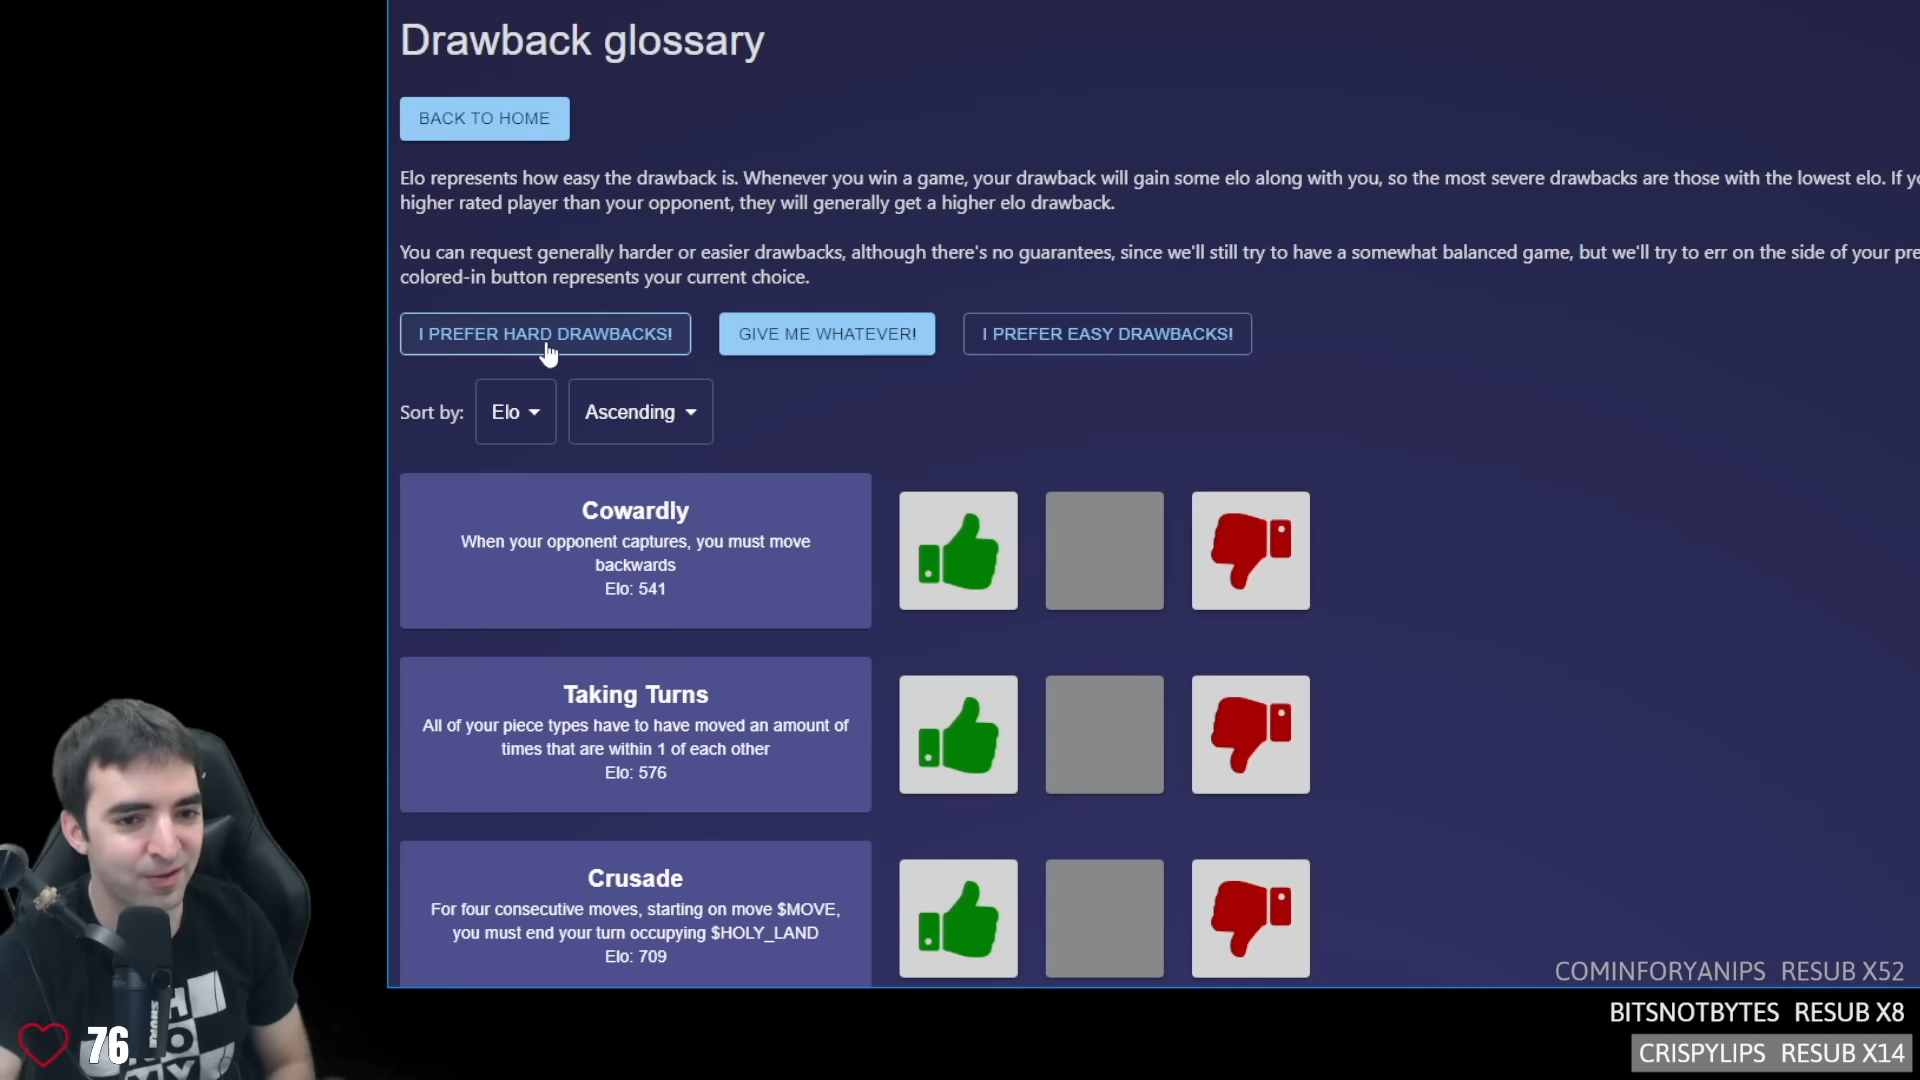 Drawback glossary
BACK TO HOME
Elo represents how easy the drawback is. Whenever you win a game, your drawback will gain some elo along with you, so the most severe drawbacks are those with the lowest elo. If
higher rated player than your opponent, they will generally get a higher elo drawback.
You can request generally harder or easier drawbacks, although there's no guarantees, since we'll still try to have a somewhat balanced game, but we'll try to err on the side of your
colored-in button represents your current choice.
I PREFER HARD DRAWBACKS!
GIVE ME WHATEVER!
I PREFER EASY DRAWBACKS!
Sort by: Elo Ascending
Cowardly
When your opponent captures, you must move
backwards
Elo: 541
Taking Turns
All of your piece types have to have moved an amount of
times that are within 1 of each other
Elo: 576
Crusade
For four consecutive moves, starting on move $MOVE,
you must end your turn occupying $HOLY_LAND
Elo: 709
COMINFORYANIPS RESUB X52
BITSNOTBYTES RESUB X8
CRISPYLIPS RESUB X14
76
SHURE